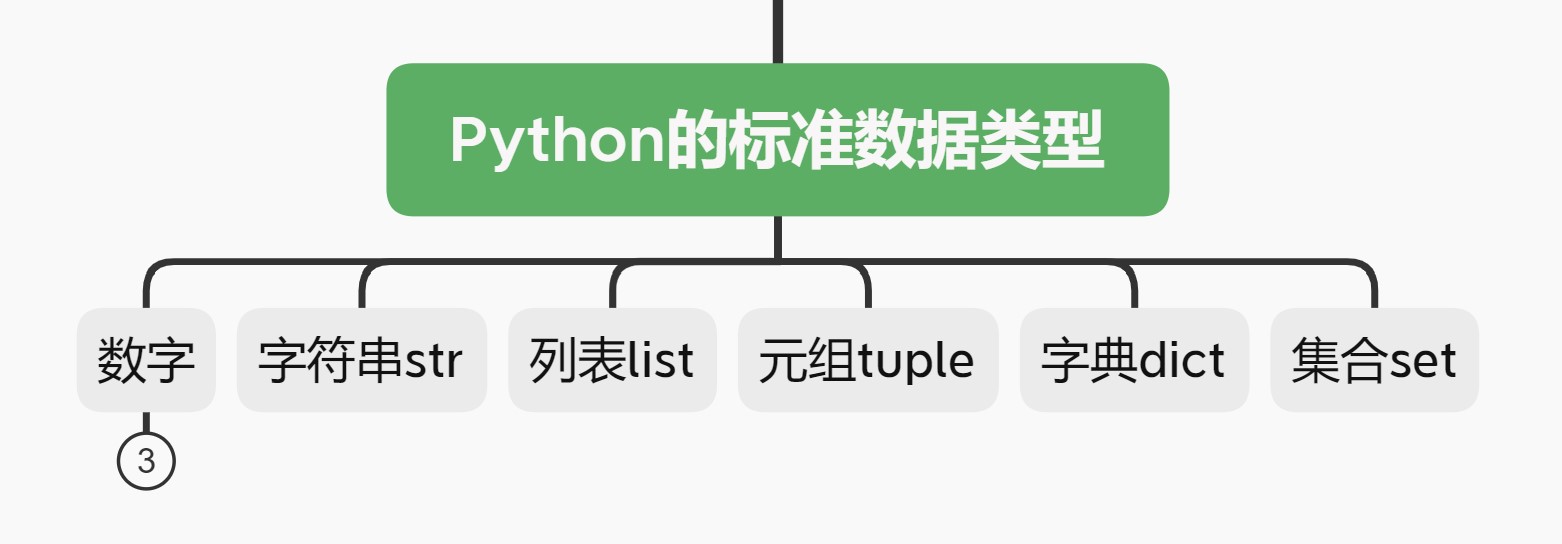 Python的标准数据类型
数字
字符串str
列表list
元组tuple
字典dict
集合set
3